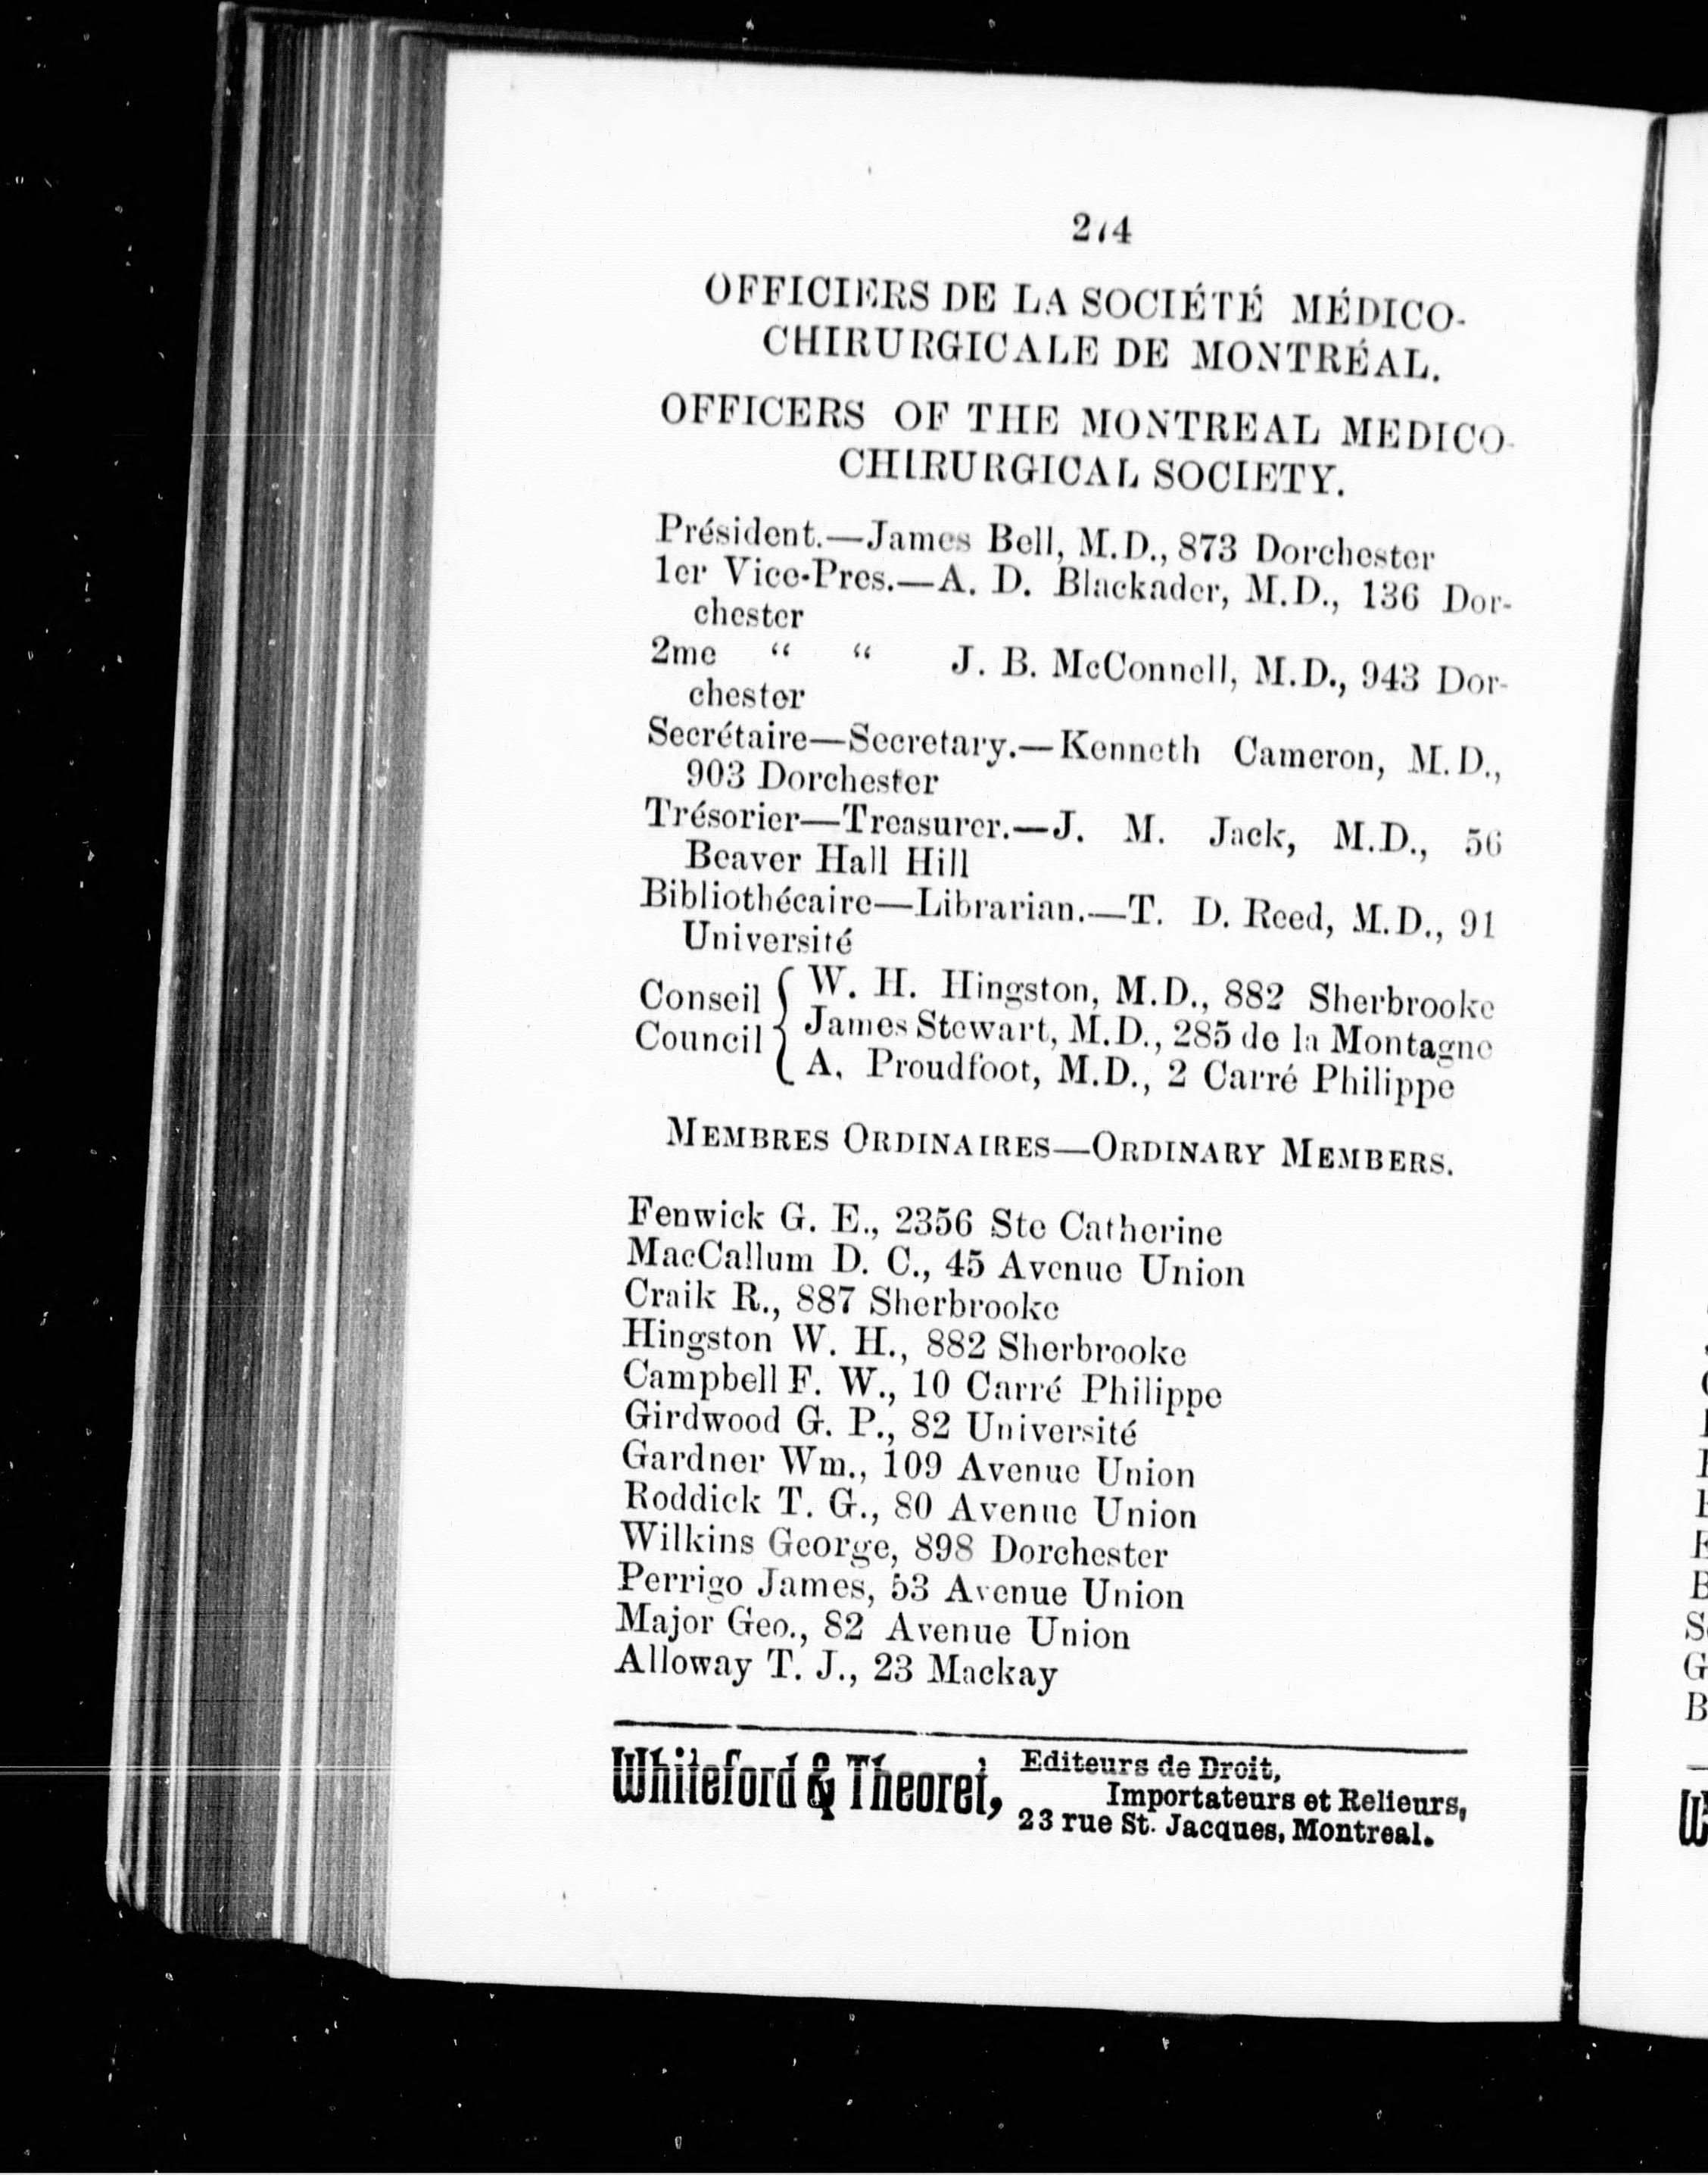 274
OFFICIERS DE LA SOCIÉTÉ MÉDICO-
CHIRURGICALE DE MONTRÉAL.
OFFICERS OF THE MONTREAL MEDICO-
CHIRURGICAL SOCIETY.
Président.—James Bell, M.D., 873 Dorchester
1er Vice-Pres.—A. D. Blackader, M.D., 136 Dor-
chester
2me “ “ J. B. McConnell, M.D., 943 Dor-
chester
Secrétaire—Secretary.—Kenneth Cameron, M.D.,
903 Dorchester
Trésorier—Treasurer.—J. M. Jack, M.D., 56
Beaver Hall Hill
Bibliothécaire—Librarian.—T. D. Reed, M.D., 91
Université
Conseil { W. H. Hingston, M.D., 882 Sherbrooke
Council { James Stewart, M.D., 285 de la Montagne
A. Proudfoot, M.D., 2 Carré Philippe
MEMBRES ORDINAIRES—ORDINARY MEMBERS.
Fenwick G. E., 2356 Ste Catherine
MacCallum D. C., 45 Avenue Union
Craik R., 887 Sherbrooke
Hingston W. H., 882 Sherbrooke
Campbell F. W., 10 Carré Philippe
Girdwood G. P., 82 Université
Gardner Wm., 109 Avenue Union
Roddick T. G., 80 Avenue Union
Wilkins George, 898 Dorchester
Perrigo James, 53 Avenue Union
Major Geo., 82 Avenue Union
Alloway T. J., 23 Mackay
Whiteford & Theoret, Editeurs de Droit,
Importateurs et Relieurs,
23 rue St. Jacques, Montreal.